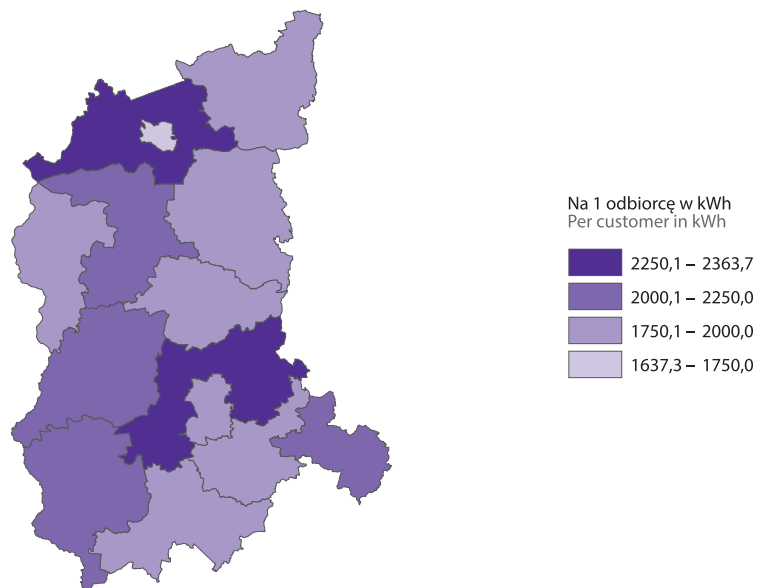 Na 1 odbiorcę w kWh
Per customer in kWh
2250,1 – 2363,7
2000,1 – 2250,0
1750,1 – 2000,0
1637,3 – 1750,0